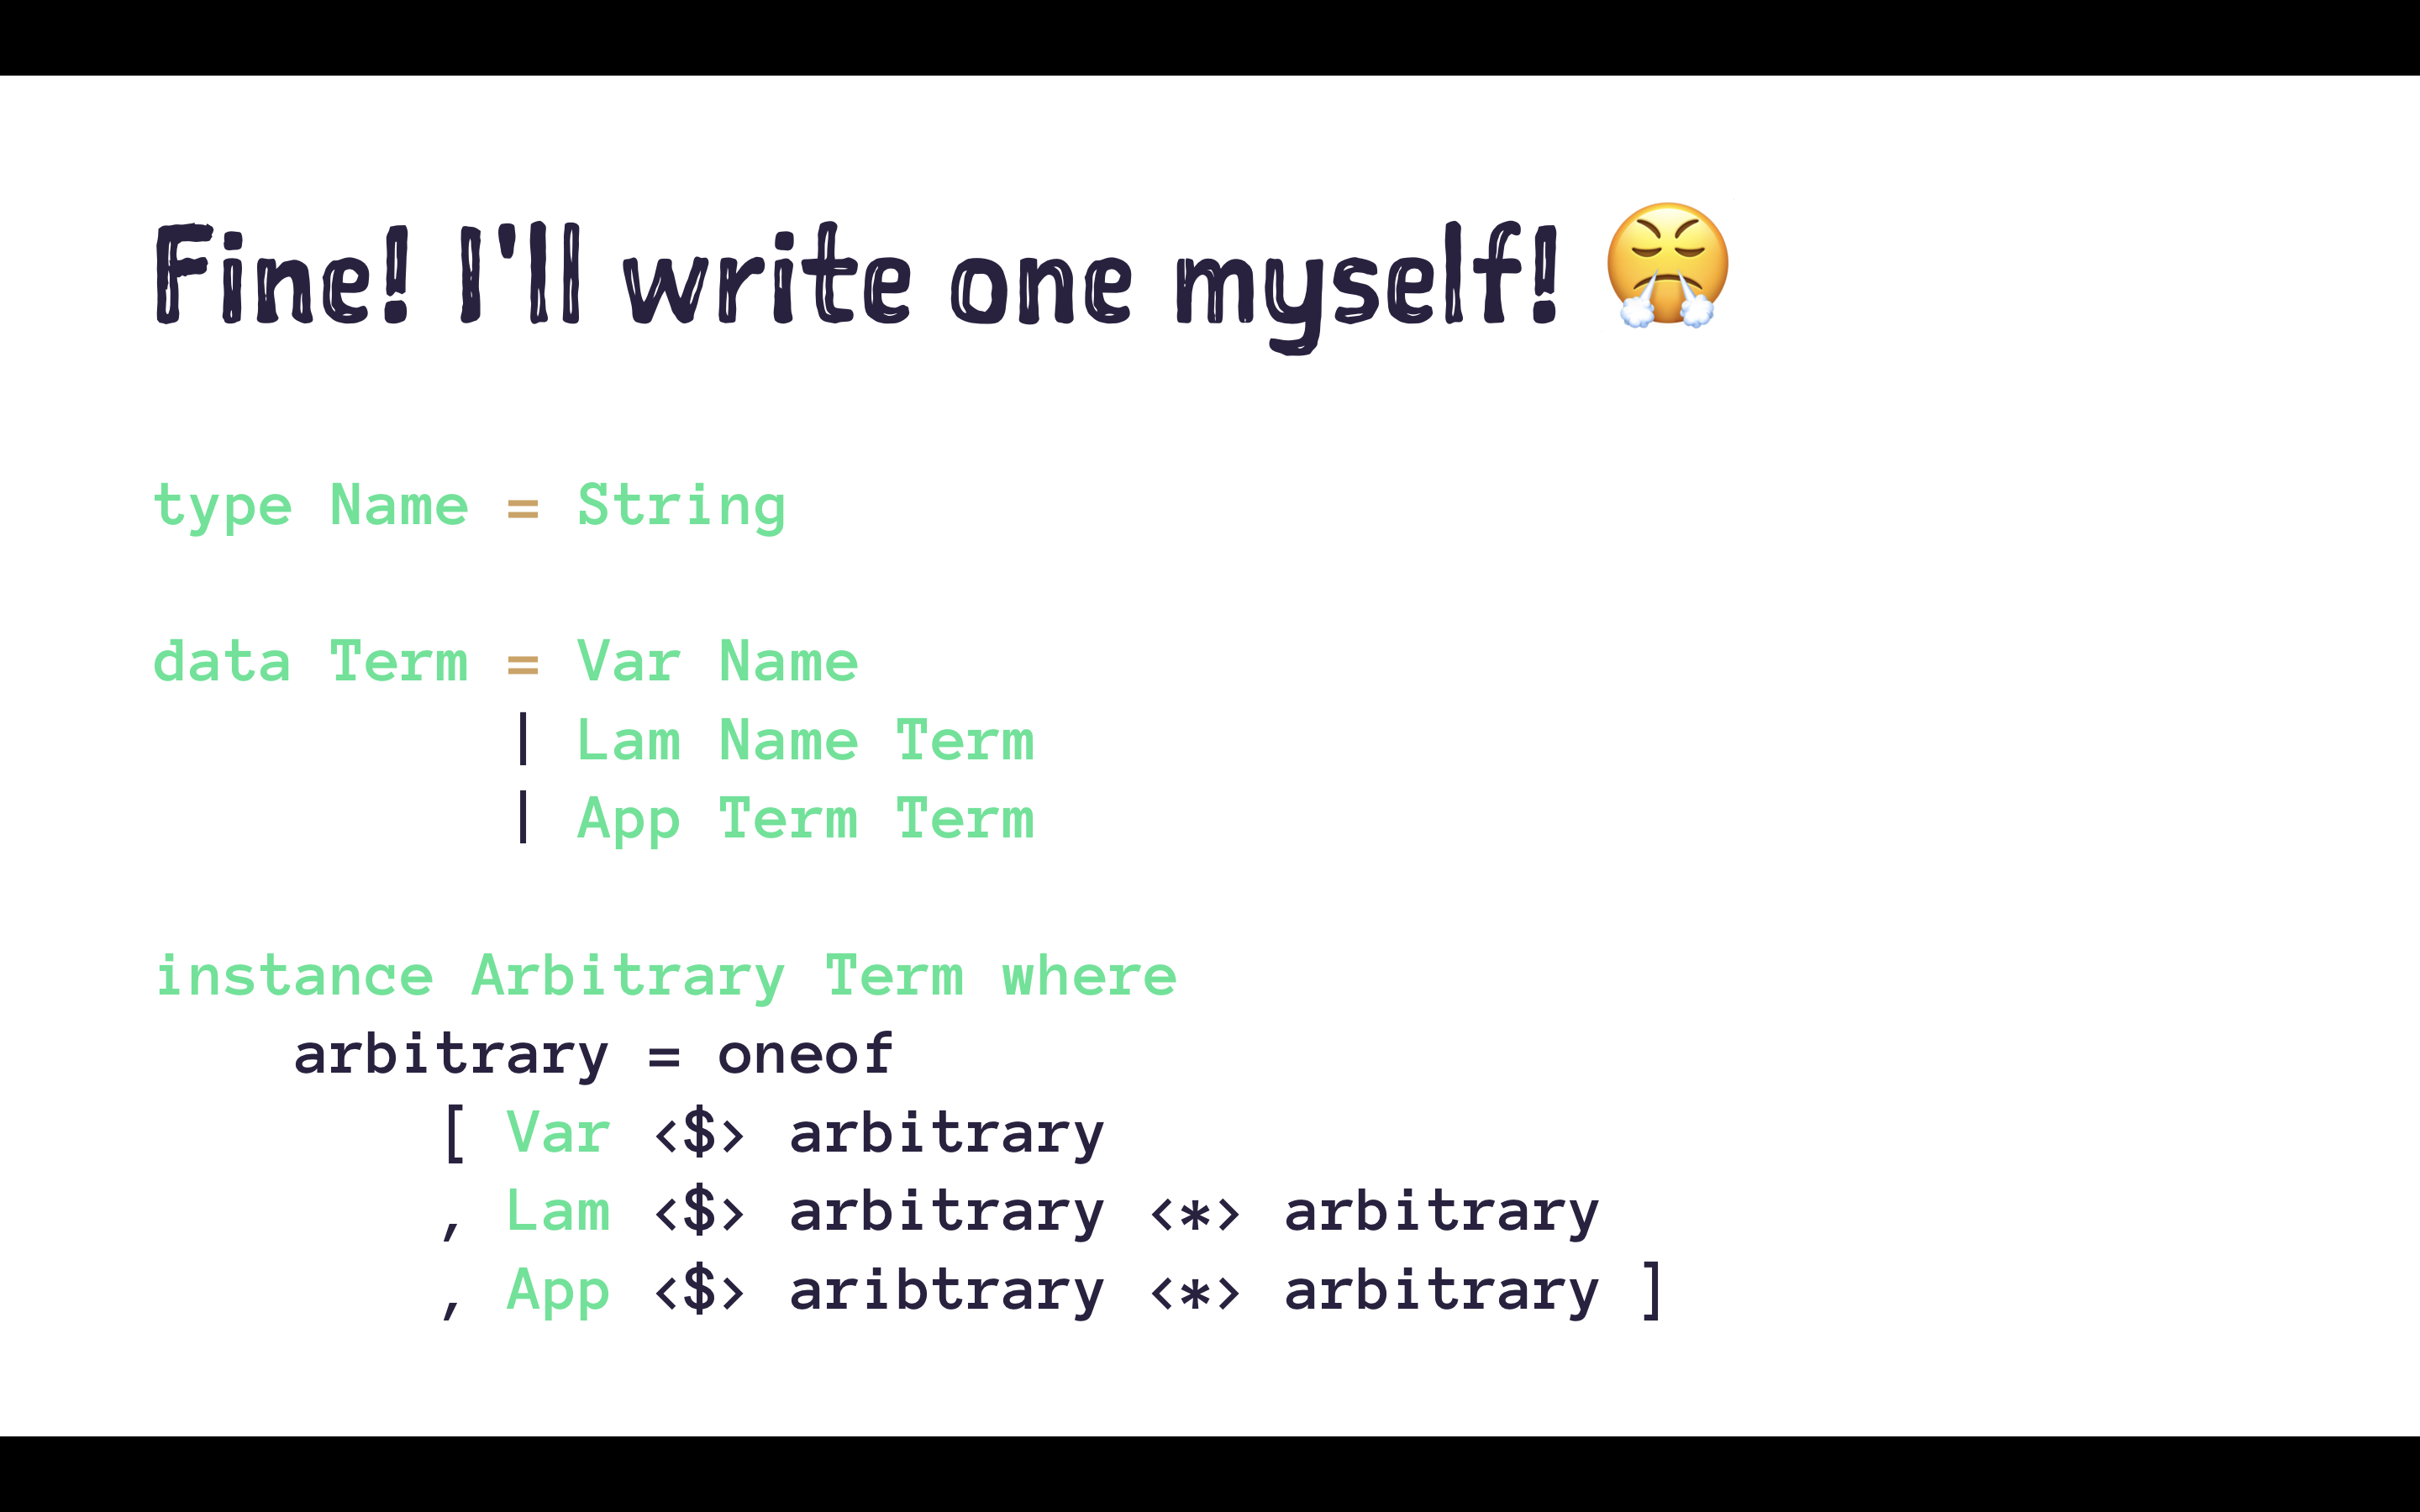 Fine! I'll write one myself! 😤
type Name = String
data Term = Var Name
| Lam Name Term
| App Term Term
instance Arbitrary Term where
arbitrary = oneof
[ Var <$> arbitrary
, Lam <$> arbitrary <*> arbitrary
, App <$> aribtrary <*> arbitrary ]